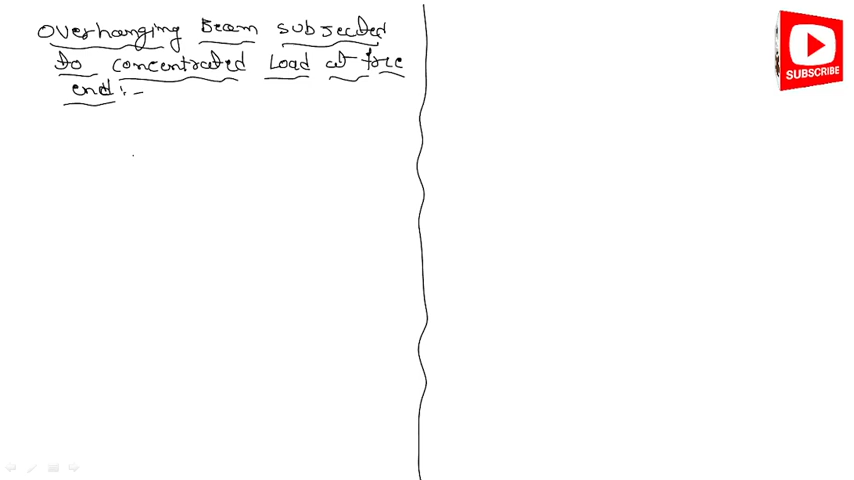 Overhanging Beam subjected
to concentrated Load at free
end :-
SUBSCRIBE